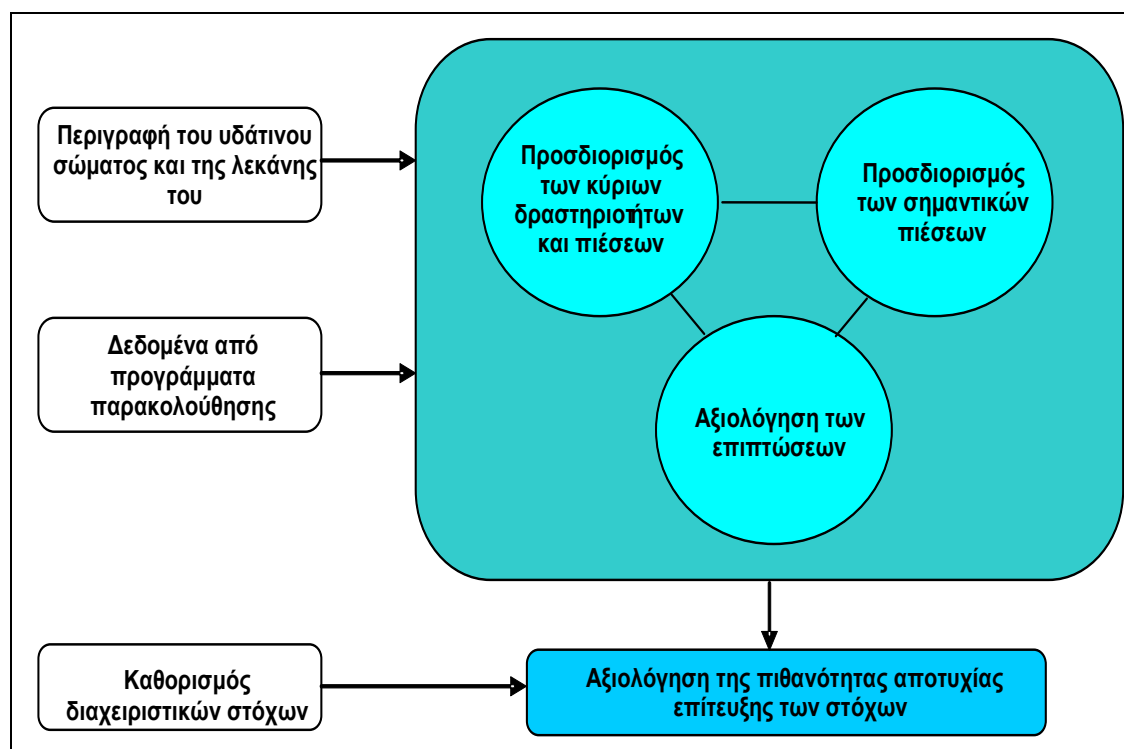 Περιγραφή του υδάτινου
σώματος και της λεκάνης
του
Προσδιορισμός
των κύριων
δραστηριοτήτων
και πιέσεων
Προσδιορισμός
των σημαντικών
πιέσεων
Δεδομένα από
προγράμματα
παρακολούθησης
Αξιολόγηση των
επιπτώσεων
Καθορισμός
διαχειριστικών στόχων
Αξιολόγηση της πιθανότητας αποτυχίας
επίτευξης των στόχων